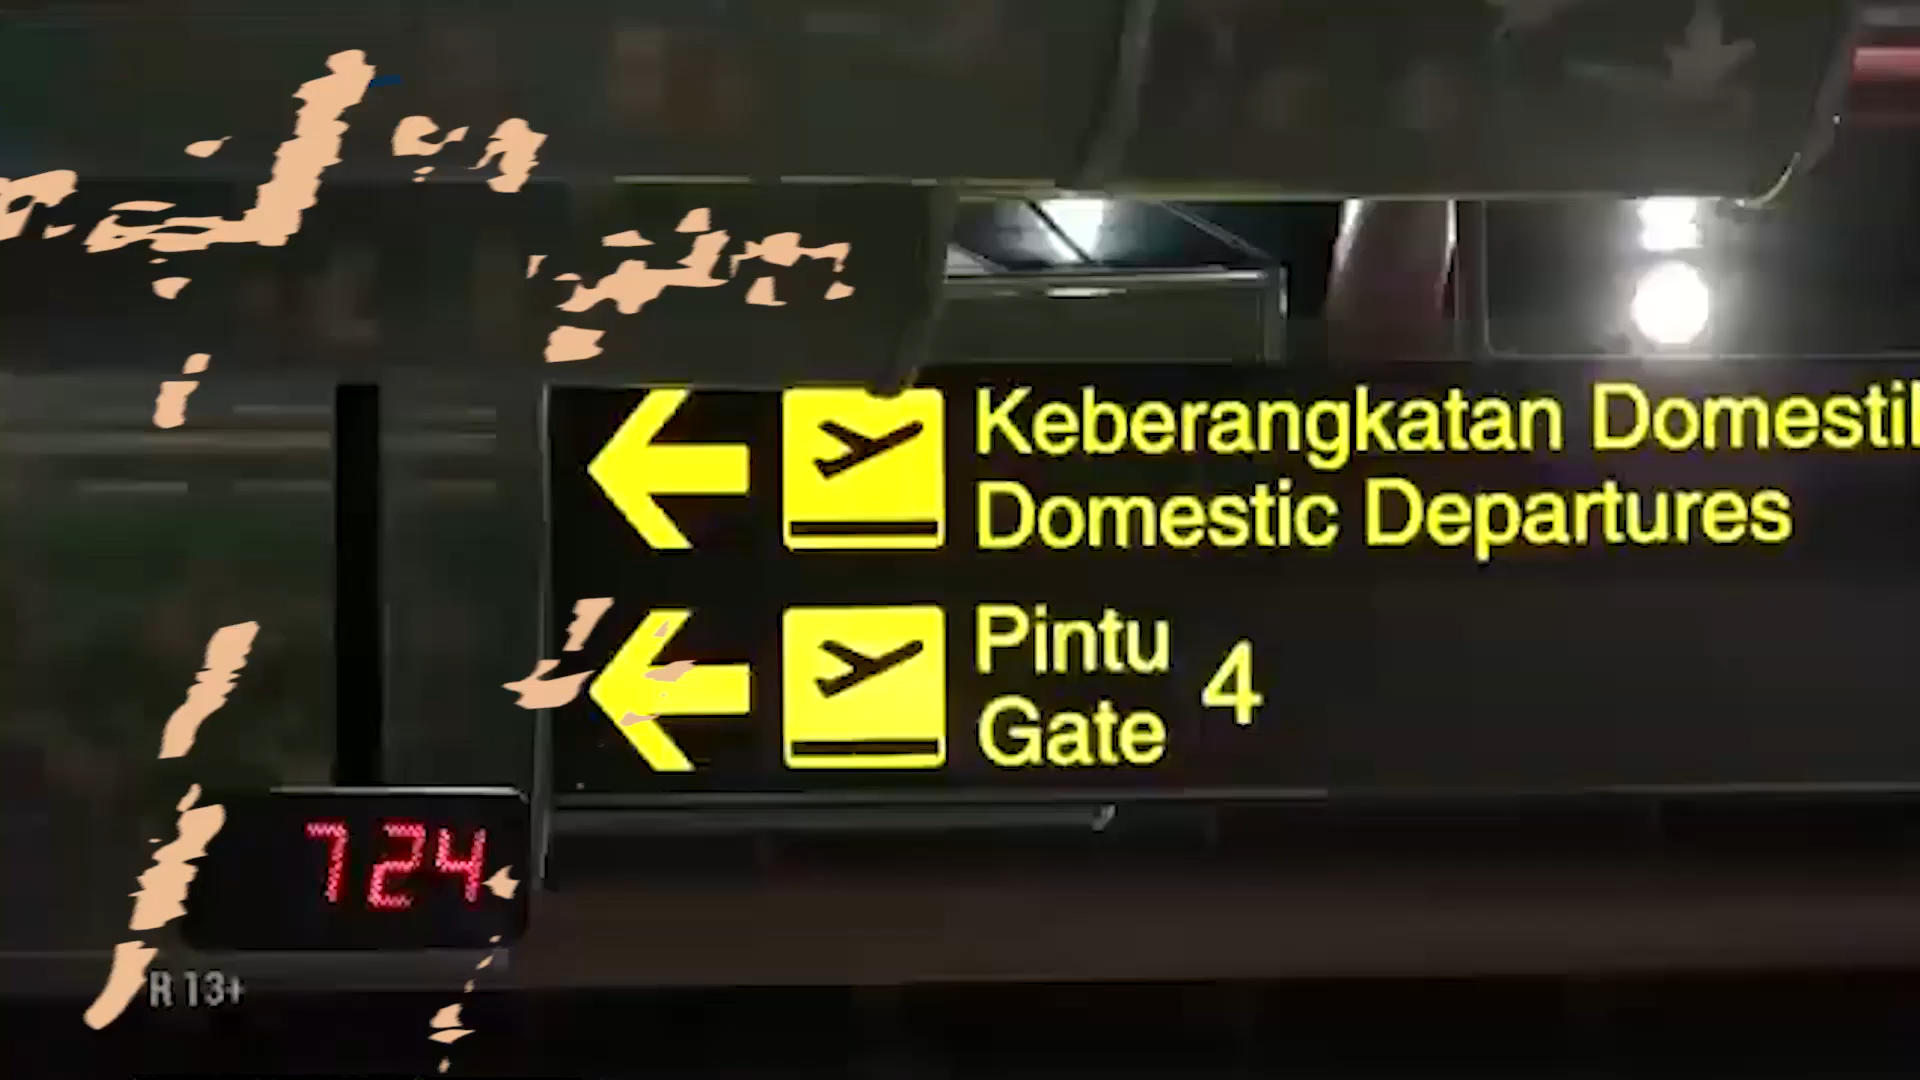 Keberangkatan Domesti
Domestic Departures
Pintu
Gate 4
724
R 13+